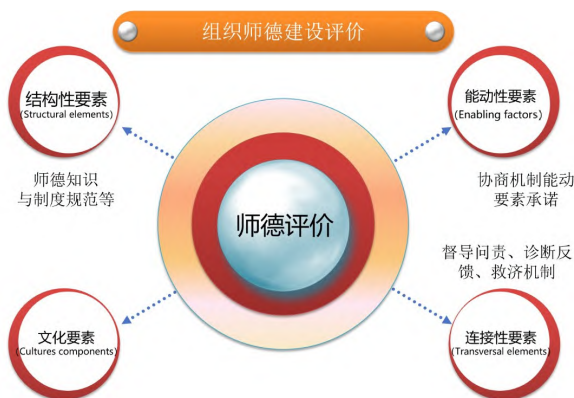 组织师德建设评价
结构性要素
(Structural elements)
能动性要素
(Enabling factors)
师德知识
与制度规范等
协商机制能动
要素承诺
师德评价
督导问责、诊断反
馈、救济机制
文化要素
(Cultures components)
连接性要素
(Transversal elements)